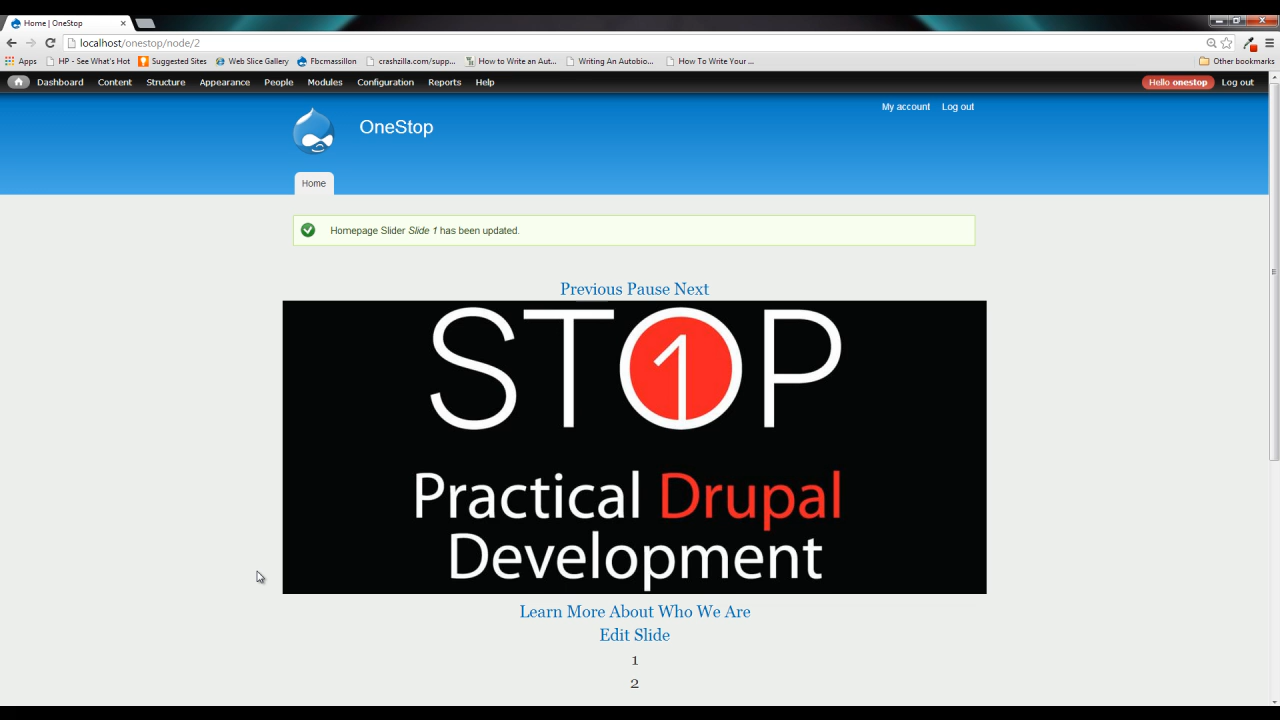 Home | OneStop
localhost/onestop/node/2
Apps HP - See What's Hot Suggested Sites Web Slice Gallery Fbcmassillon crashzilla.com/supp... How to Write an Aut... Writing An Autobio... How To Write Your ... Other bookmarks
Dashboard Content Structure Appearance People Modules Configuration Reports Help Hello onestop Log out
My account Log out
OneStop
Home
Homepage Slider Slide 1 has been updated.
Previous Pause Next
STOP
1
Practical Drupal
Development
Learn More About Who We Are
Edit Slide
1
2